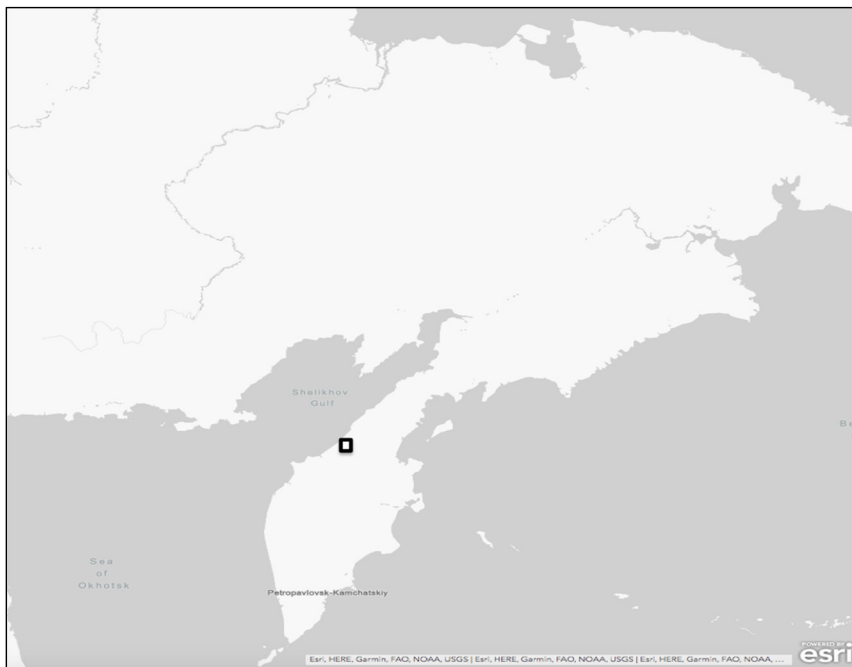 Shelikhov
Gulf
Be
Sea
of
Okhotsk
Petropavlovsk-Kamchatskiy
POWERED BY
esri
Esri, HERE, Garmin, FAO, NOAA, USGS | Esri, HERE, Garmin, FAO, NOAA, USGS | Esri, HERE, Garmin, FAO, NOAA, ...